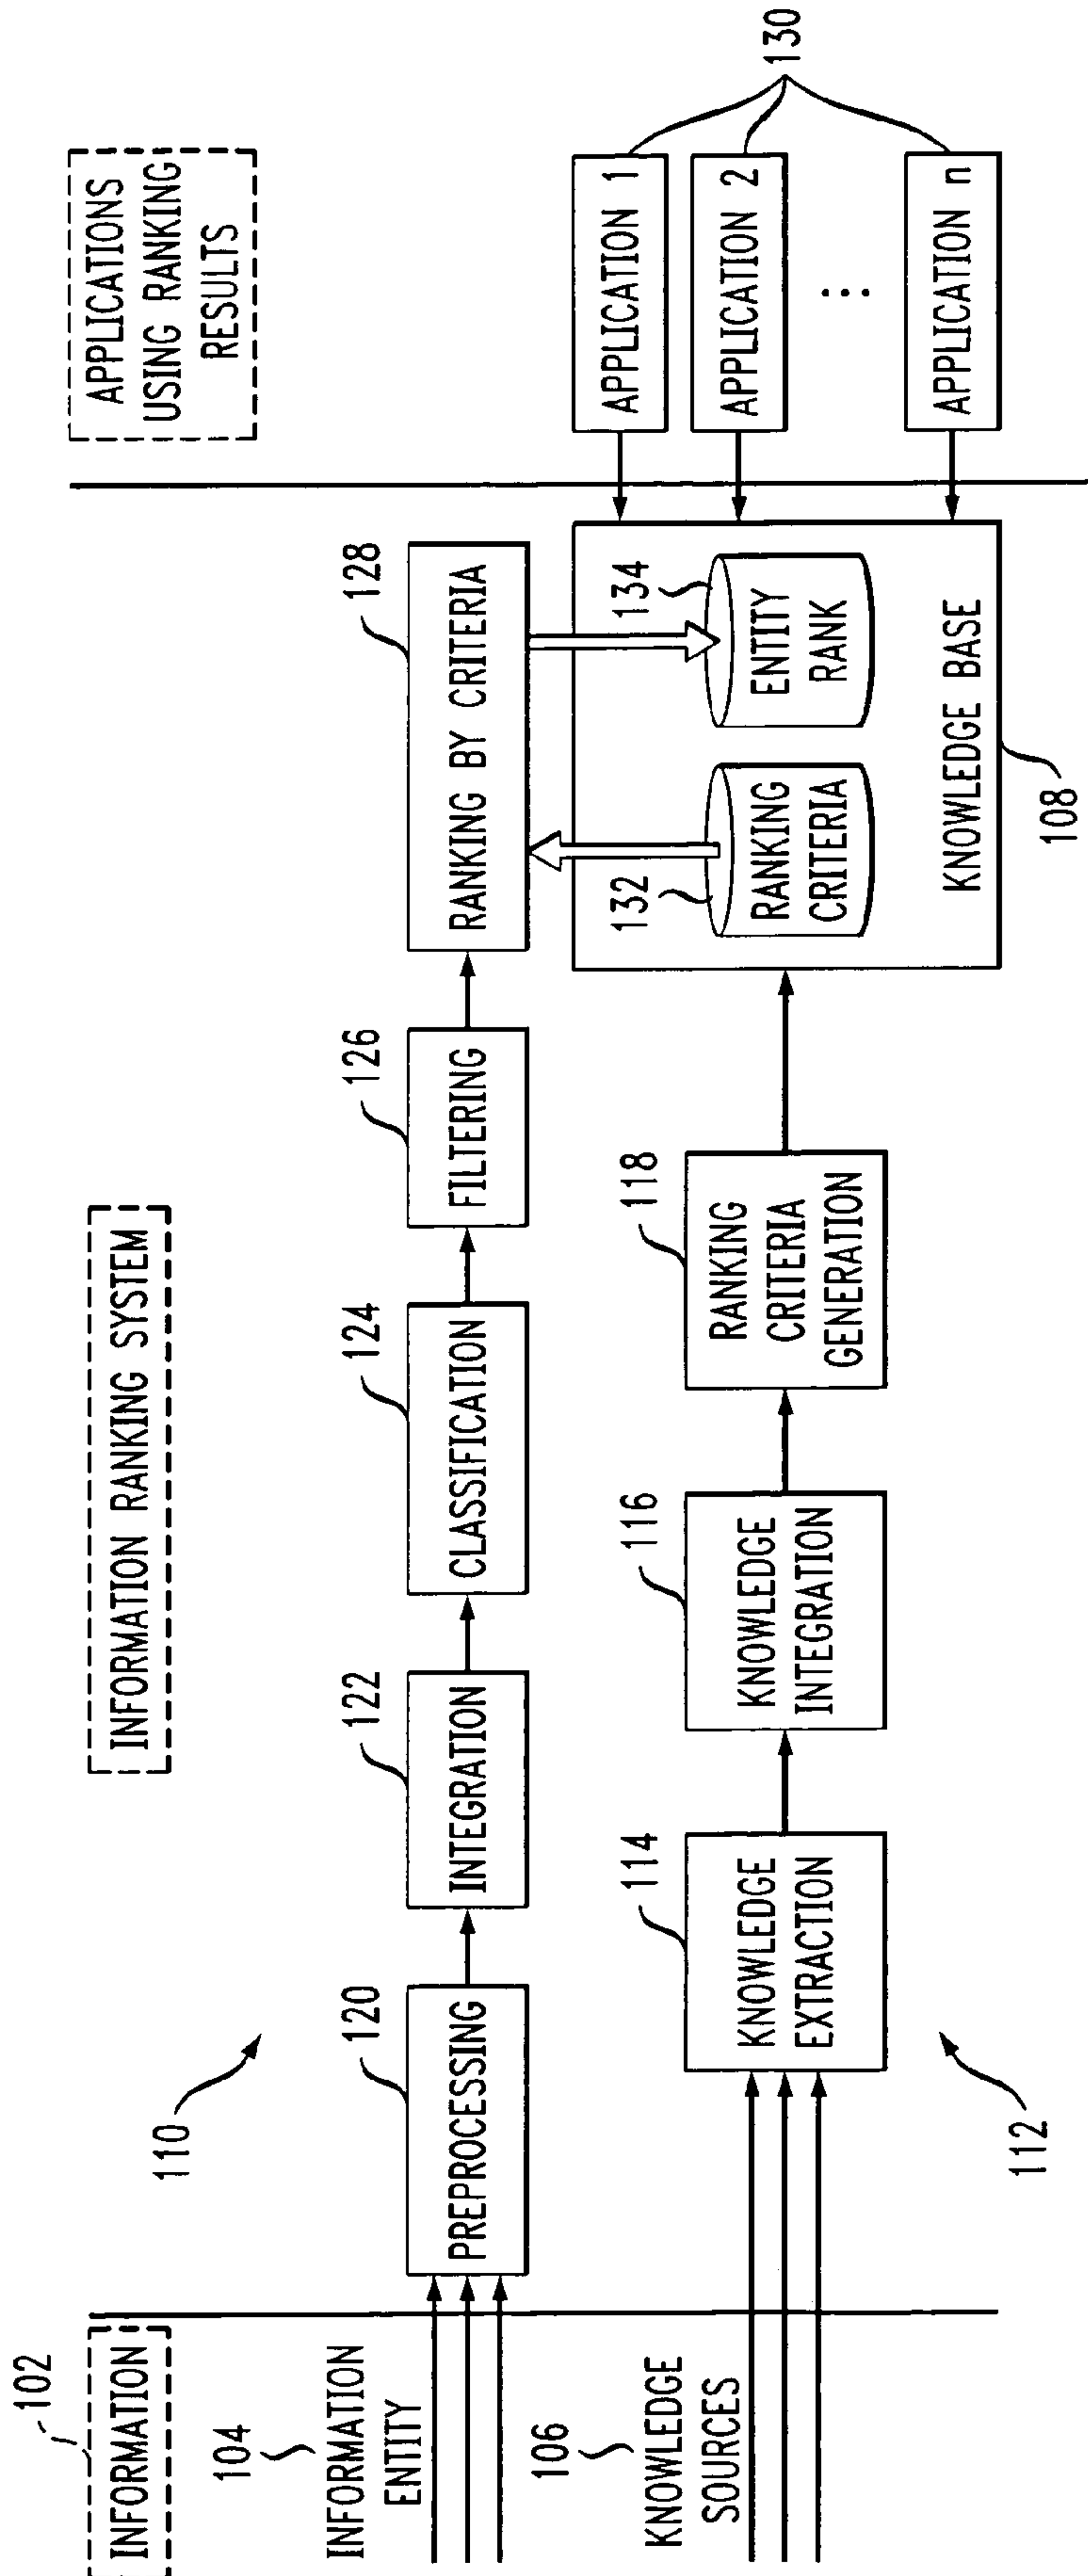 102
INFORMATION
INFORMATION RANKING SYSTEM
APPLICATIONS
USING RANKING
RESULTS
104
INFORMATION
ENTITY
110
120
PREPROCESSING
122
INTEGRATION
124
CLASSIFICATION
126
FILTERING
128
RANKING BY CRITERIA
106
KNOWLEDGE
SOURCES
112
114
KNOWLEDGE
EXTRACTION
116
KNOWLEDGE
INTEGRATION
118
RANKING
CRITERIA
GENERATION
132
RANKING
CRITERIA
134
ENTITY
RANK
KNOWLEDGE BASE
108
APPLICATION 1
APPLICATION 2
⋮
APPLICATION n
130